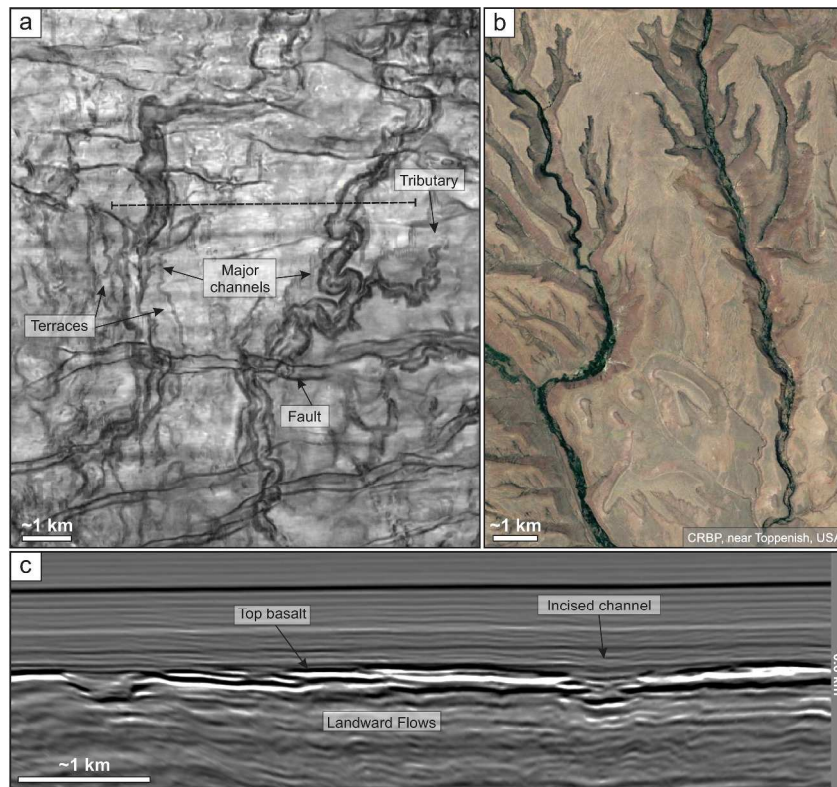 a
b
Tributary
Major
channels
Terraces
Fault
~1 km
~1 km
CRBP, near Toppenish, USA
c
Top basalt
Incised channel
Landward Flows
~1 km